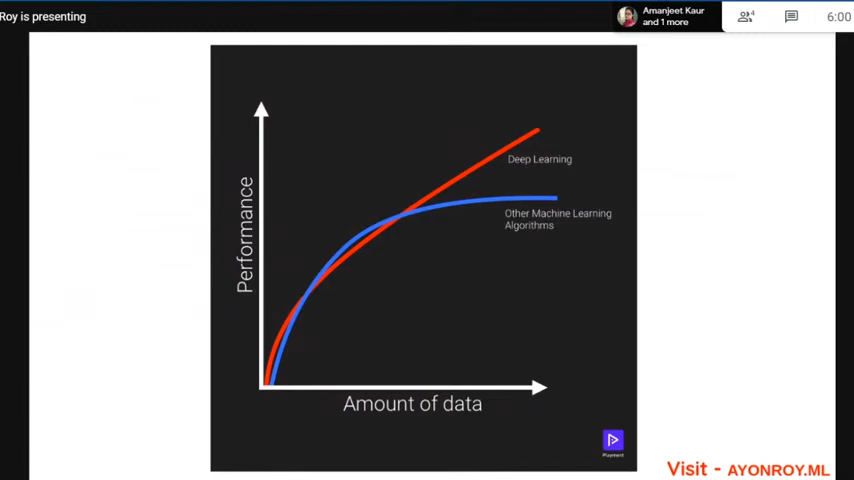 Roy is presenting
Amanjeet Kaur
and 1 more
4
6:00
Deep Learning
Other Machine Learning
Algorithms
Performance
Amount of data
Playment
Visit - AYONROY.ML